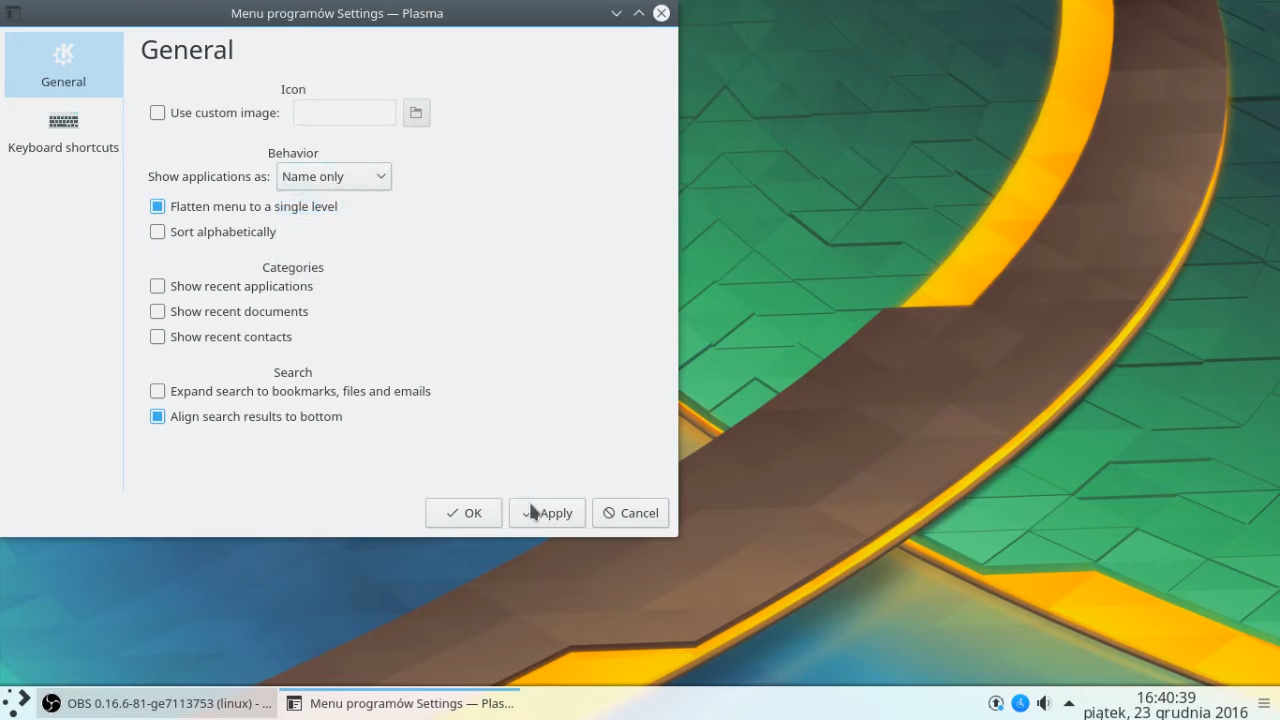 Menu programów Settings — Plasma
General
General
Keyboard shortcuts
Icon
Use custom image:
Behavior
Show applications as: Name only
Flatten menu to a single level
Sort alphabetically
Categories
Show recent applications
Show recent documents
Show recent contacts
Search
Expand search to bookmarks, files and emails
Align search results to bottom
OK Apply Cancel
OBS 0.16.6-81-ge7113753 (linux) - ...
Menu programów Settings — Plas...
16:40:39
piątek, 23 grudnia 2016